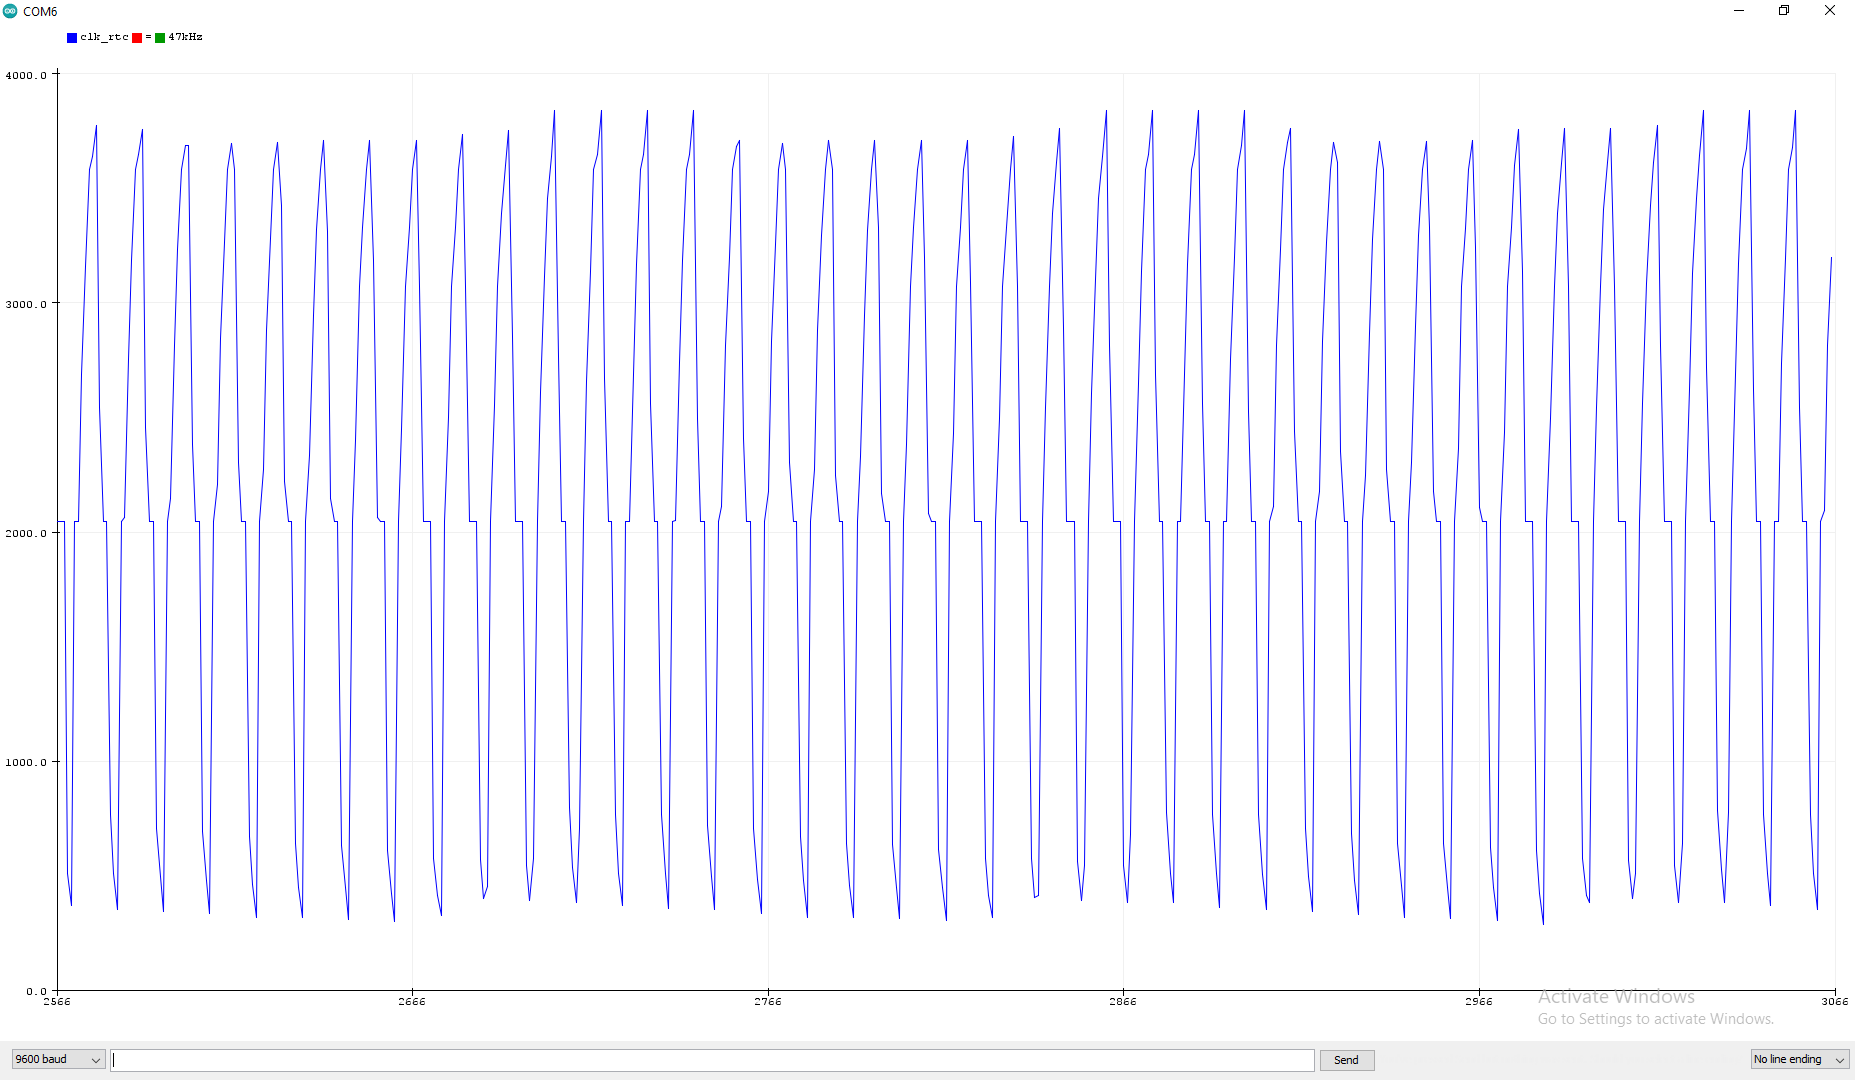 COM6
clk_rtc = 47kHz
4000.0
3000.0
2000.0
1000.0
0.0
2566 2666 2766 2866 2966 3066
Activate Windows
Go to Settings to activate Windows.
9600 baud Send No line ending